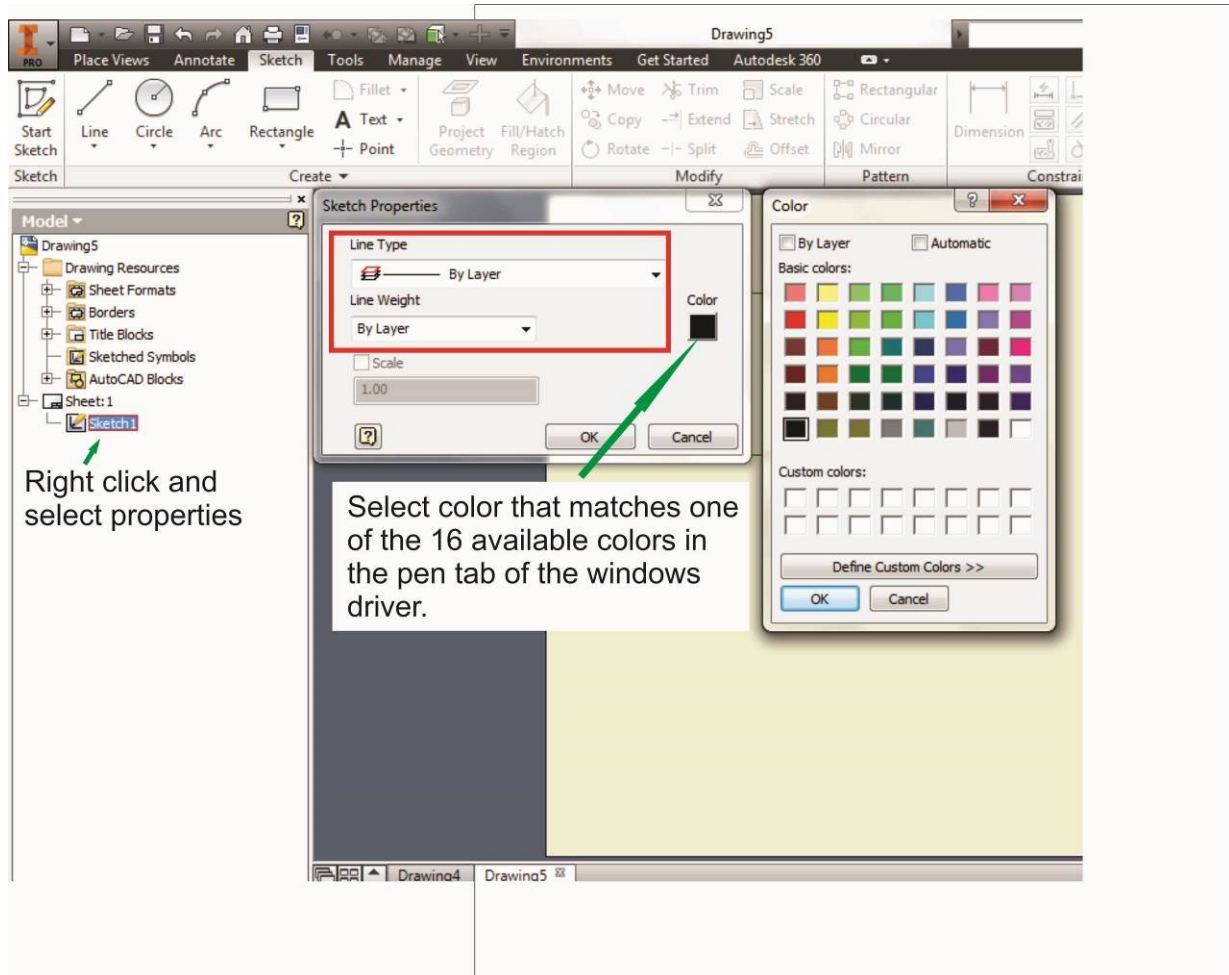 Drawing5
PRO
Place Views Annotate Sketch Tools Manage View Environments Get Started Autodesk 360
Start Sketch
Line
Circle
Arc
Rectangle
Fillet
A Text
Point
Project Geometry
Fill/Hatch Region
Move Trim Scale
Copy Extend Stretch
Rotate Split Offset
Rectangular
Circular
Mirror
Dimension
Sketch Create Modify Pattern Constrai
Model
Drawing5
Drawing Resources
Sheet Formats
Borders
Title Blocks
Sketched Symbols
AutoCAD Blocks
Sheet:1
Sketch1
Right click and
select properties
Sketch Properties
Line Type
By Layer
Line Weight
By Layer
Color
Scale
1.00
OK Cancel
Select color that matches one
of the 16 available colors in
the pen tab of the windows
driver.
Color
By Layer Automatic
Basic colors:
Custom colors:
Define Custom Colors >>
OK Cancel
Drawing4 Drawing5